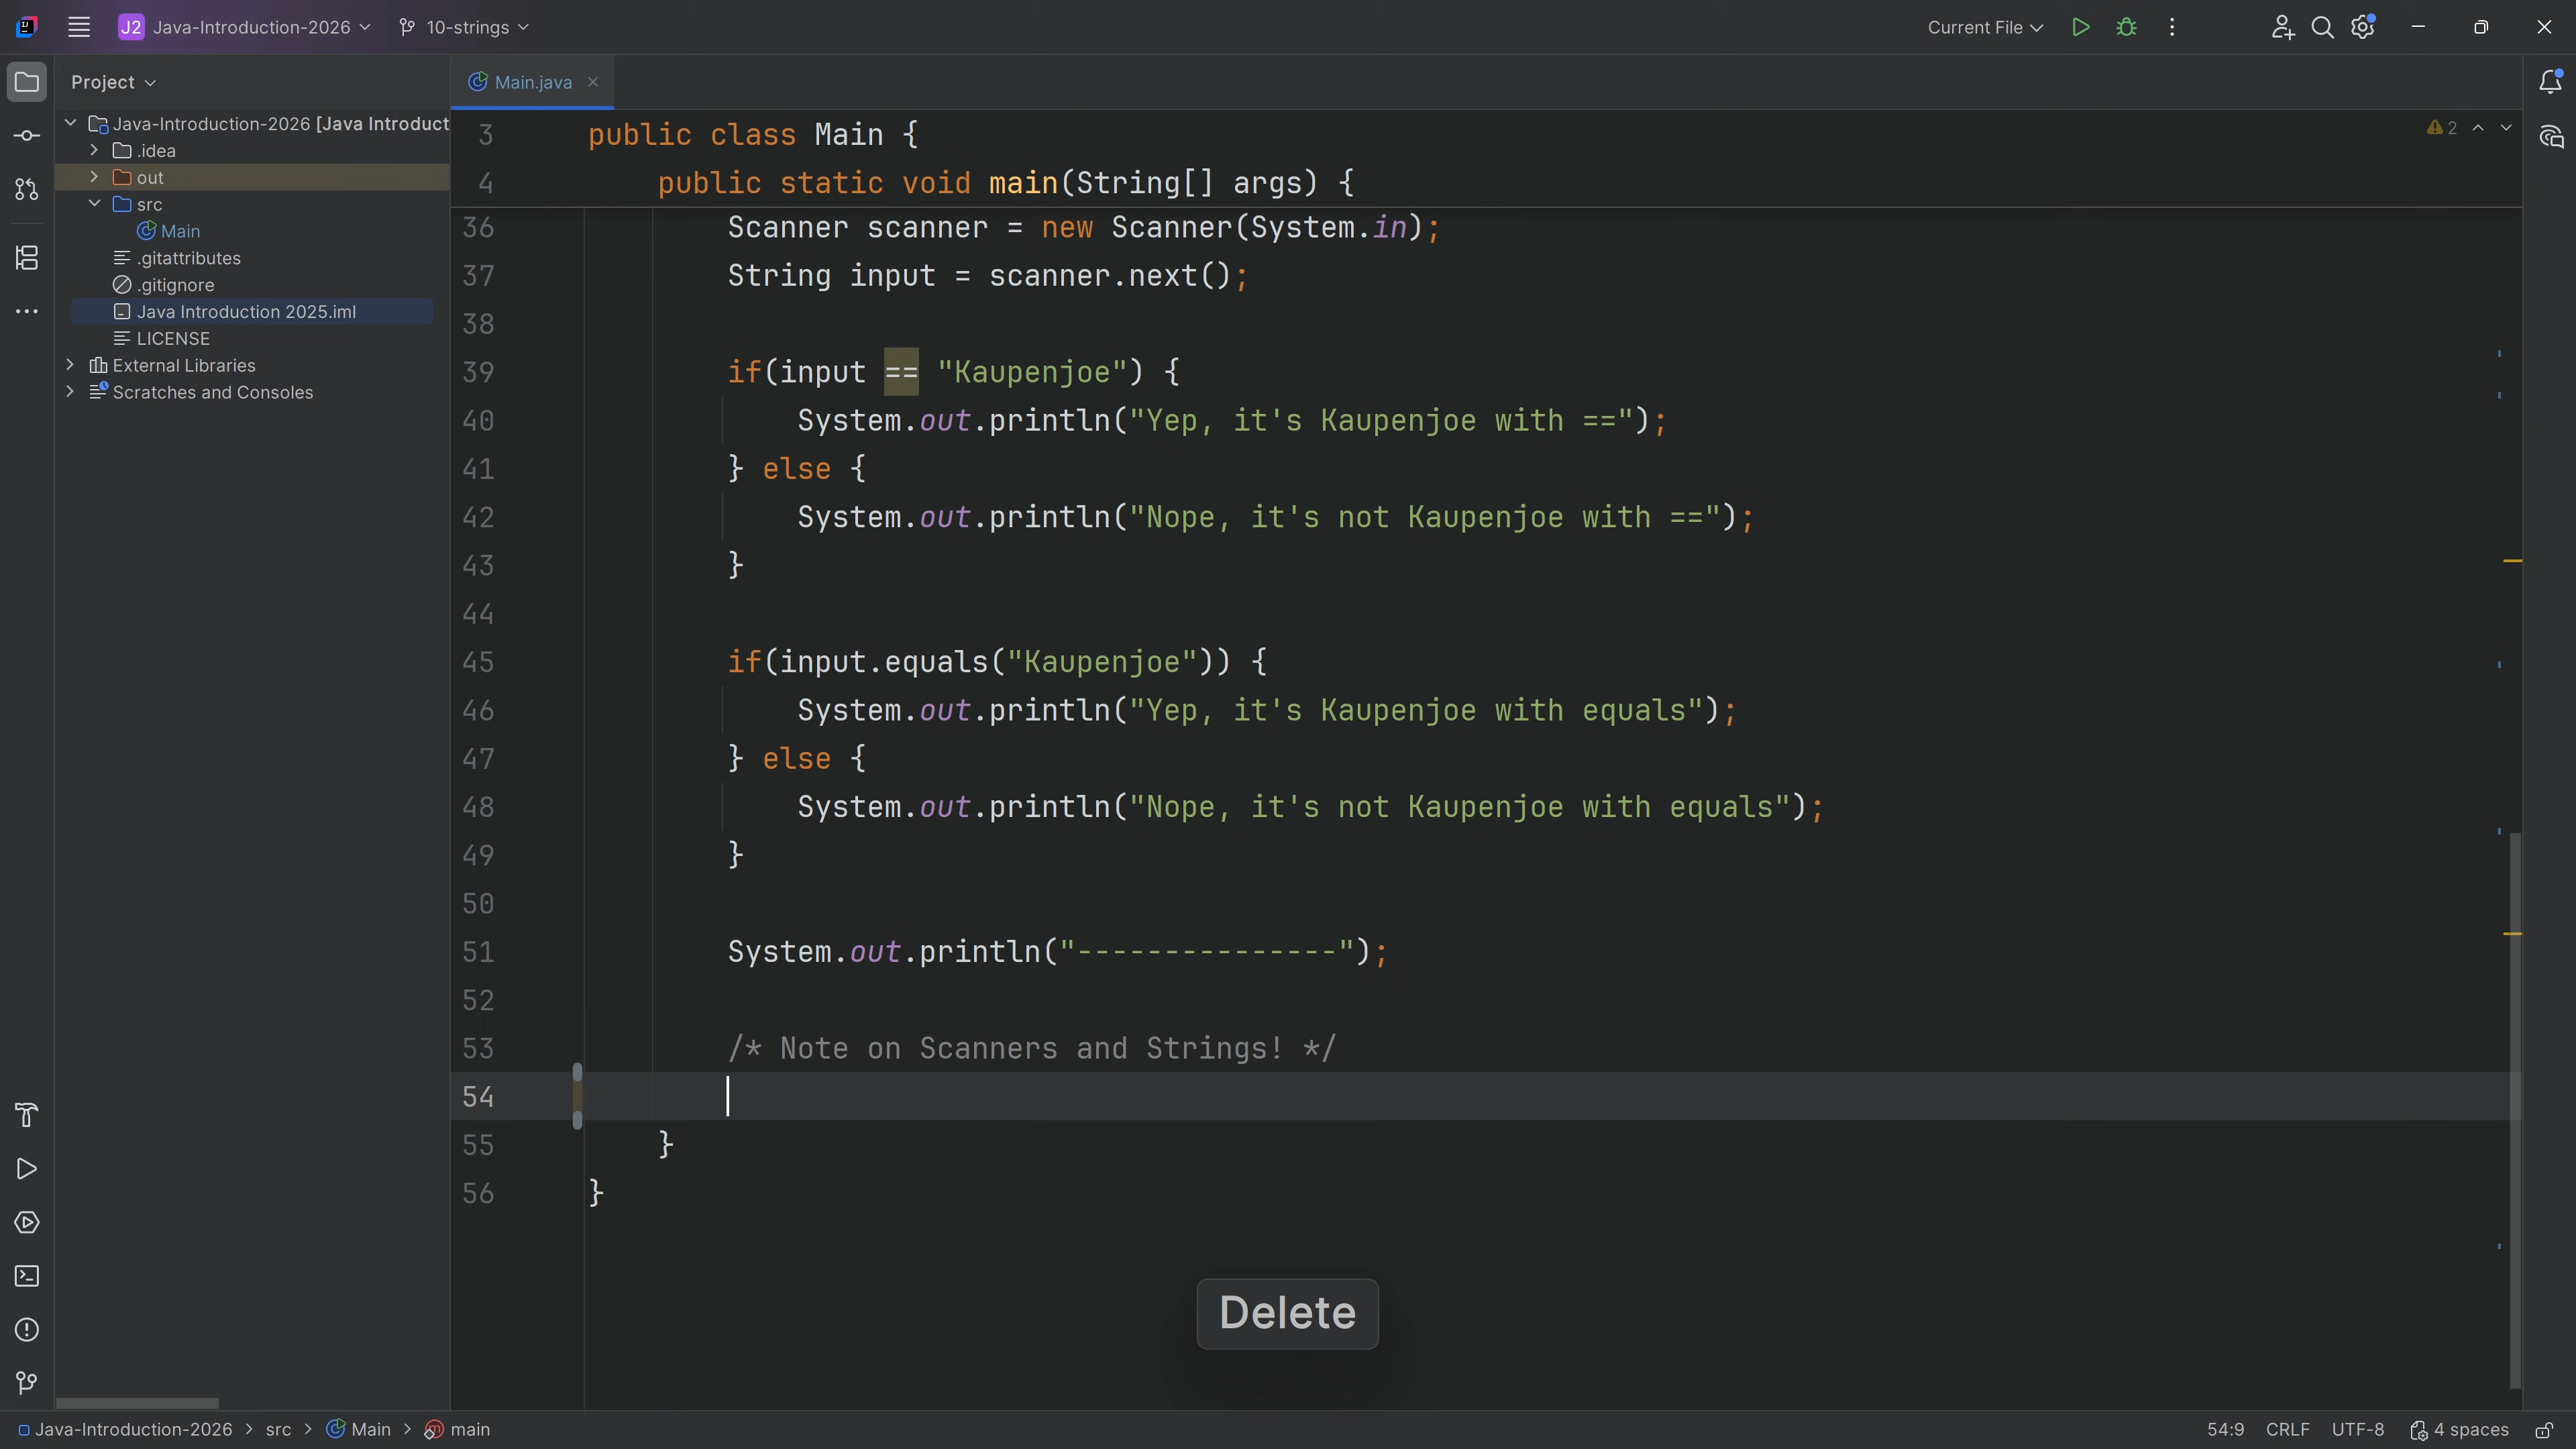 J2 Java-Introduction-2026 10-strings Current File
Project
Main.java
Java-Introduction-2026 [Java Introduct
.idea
out
src
Main
.gitattributes
.gitignore
Java Introduction 2025.iml
LICENSE
External Libraries
Scratches and Consoles
2
3 public class Main {
4 public static void main(String[] args) {
36 Scanner scanner = new Scanner(System.in);
37 String input = scanner.next();
38
39 if(input == "Kaupenjoe") {
40 System.out.println("Yep, it's Kaupenjoe with ==");
41 } else {
42 System.out.println("Nope, it's not Kaupenjoe with ==");
43 }
44
45 if(input.equals("Kaupenjoe")) {
46 System.out.println("Yep, it's Kaupenjoe with equals");
47 } else {
48 System.out.println("Nope, it's not Kaupenjoe with equals");
49 }
50
51 System.out.println("---------------");
52
53 /* Note on Scanners and Strings! */
54
55 }
56 }
Delete
Java-Introduction-2026 > src > Main > main 54:9 CRLF UTF-8 4 spaces